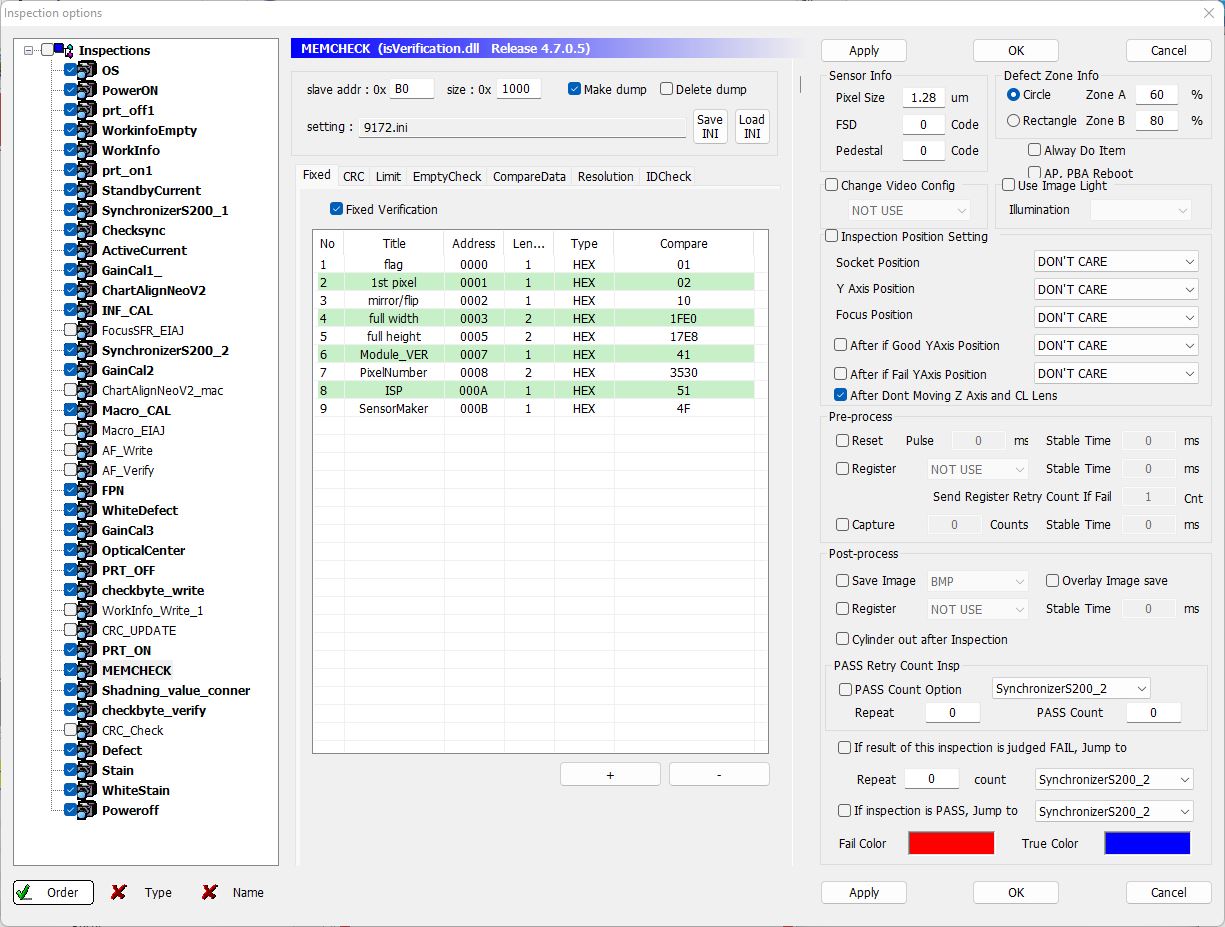 Inspection options
Inspections
OS
PowerON
prt_off1
WorkinfoEmpty
WorkInfo
prt_on1
StandbyCurrent
SynchronizerS200_1
Checksync
ActiveCurrent
GainCal1_
ChartAlignNeoV2
INF_CAL
FocusSFR_EIAJ
SynchronizerS200_2
GainCal2
ChartAlignNeoV2_mac
Macro_CAL
Macro_EIAJ
AF_Write
AF_Verify
FPN
WhiteDefect
GainCal3
OpticalCenter
PRT_OFF
checkbyte_write
WorkInfo_Write_1
CRC_UPDATE
PRT_ON
MEMCHECK
Shadning_value_conner
checkbyte_verify
CRC_Check
Defect
Stain
WhiteStain
Poweroff
Order Type Name
MEMCHECK (isVerification.dll Release 4.7.0.5)
slave addr : 0x B0 size : 0x 1000 Make dump Delete dump
setting : 9172.ini Save INI Load INI
Fixed CRC Limit EmptyCheck CompareData Resolution IDCheck
Fixed Verification
No Title Address Len... Type Compare
1 flag 0000 1 HEX 01
2 1st pixel 0001 1 HEX 02
3 mirror/flip 0002 1 HEX 10
4 full width 0003 2 HEX 1FE0
5 full height 0005 2 HEX 17E8
6 Module_VER 0007 1 HEX 41
7 PixelNumber 0008 2 HEX 3530
8 ISP 000A 1 HEX 51
9 SensorMaker 000B 1 HEX 4F
+ -
Apply OK Cancel
Sensor Info
Pixel Size 1.28 um
FSD 0 Code
Pedestal 0 Code
Defect Zone Info
Circle Zone A 60 %
Rectangle Zone B 80 %
Alway Do Item
AP, PBA Reboot
Change Video Config
NOT USE
Use Image Light
Illumination
Inspection Position Setting
Socket Position DON'T CARE
Y Axis Position DON'T CARE
Focus Position DON'T CARE
After if Good YAxis Position DON'T CARE
After if Fail YAxis Position DON'T CARE
After Dont Moving Z Axis and CL Lens
Pre-process
Reset Pulse 0 ms Stable Time 0 ms
Register NOT USE Stable Time 0 ms
Send Register Retry Count If Fail 1 Cnt
Capture 0 Counts Stable Time 0 ms
Post-process
Save Image BMP Overlay Image save
Register NOT USE Stable Time 0 ms
Cylinder out after Inspection
PASS Retry Count Insp
PASS Count Option SynchronizerS200_2
Repeat 0 PASS Count 0
If result of this inspection is judged FAIL, Jump to
Repeat 0 count SynchronizerS200_2
If inspection is PASS, Jump to SynchronizerS200_2
Fail Color True Color
Apply OK Cancel